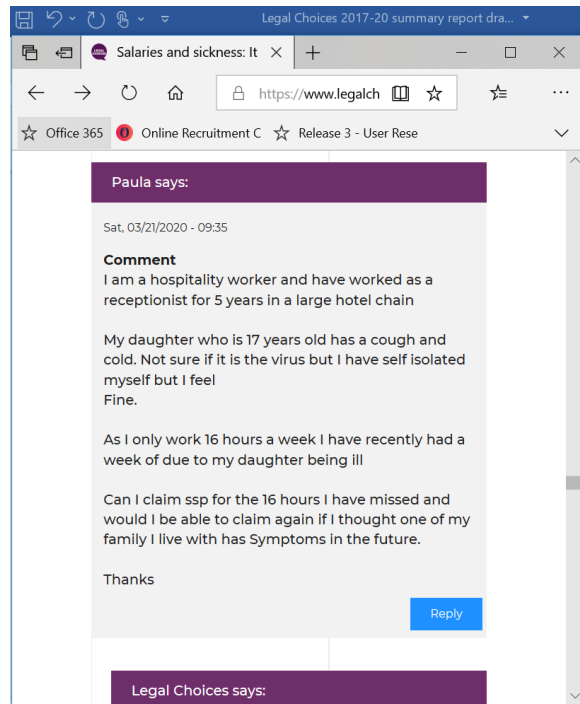 Legal Choices 2017-20 summary report dra...
Salaries and sickness: It
https://www.legalch
Office 365
Online Recruitment C
Release 3 - User Rese
Paula says:
Sat, 03/21/2020 - 09:35
Comment
I am a hospitality worker and have worked as a
receptionist for 5 years in a large hotel chain
My daughter who is 17 years old has a cough and
cold. Not sure if it is the virus but I have self isolated
myself but I feel
Fine.
As I only work 16 hours a week I have recently had a
week of due to my daughter being ill
Can I claim ssp for the 16 hours I have missed and
would I be able to claim again if I thought one of my
family I live with has Symptoms in the future.
Thanks
Reply
Legal Choices says: